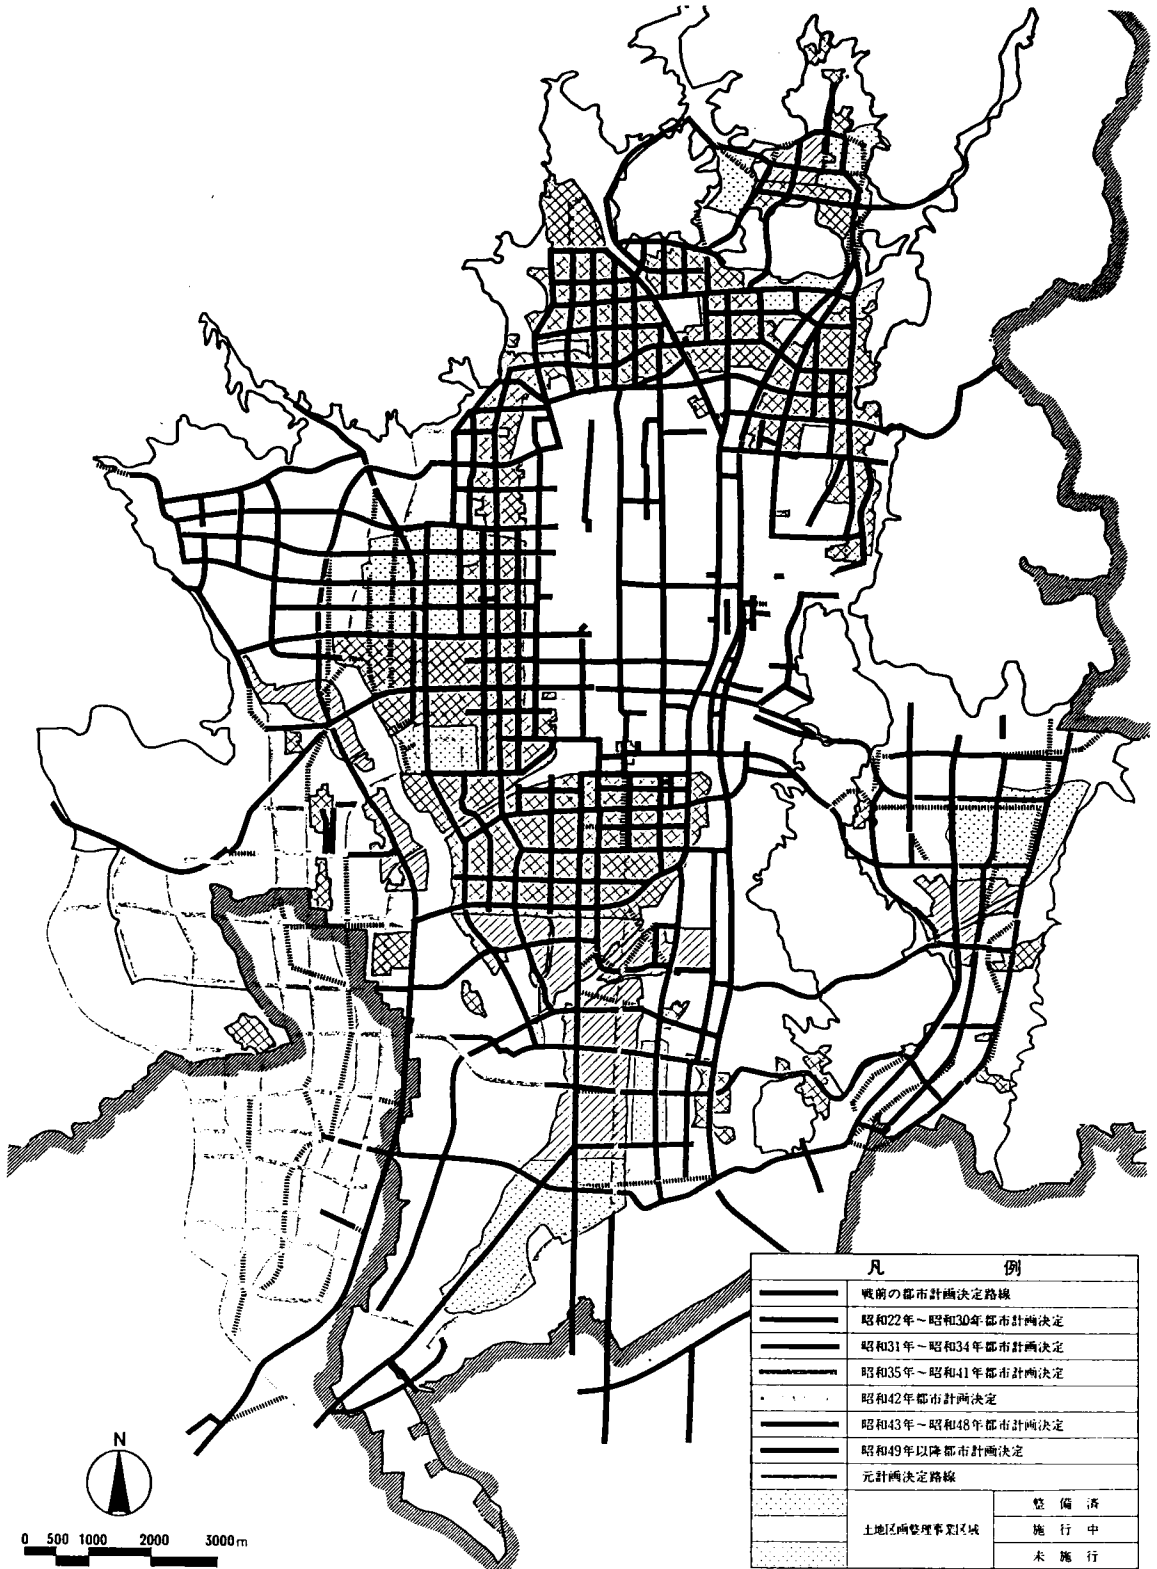 凡例
戦前の都市計画決定路線
昭和22年～昭和30年都市計画決定
昭和31年～昭和34年都市計画決定
昭和35年～昭和41年都市計画決定
昭和42年都市計画決定
昭和43年～昭和48年都市計画決定
昭和49年以降都市計画決定
元計画決定路線
土地区画整理事業区域
整備済
施行中
未施行
N
0 500 1000 2000 3000m